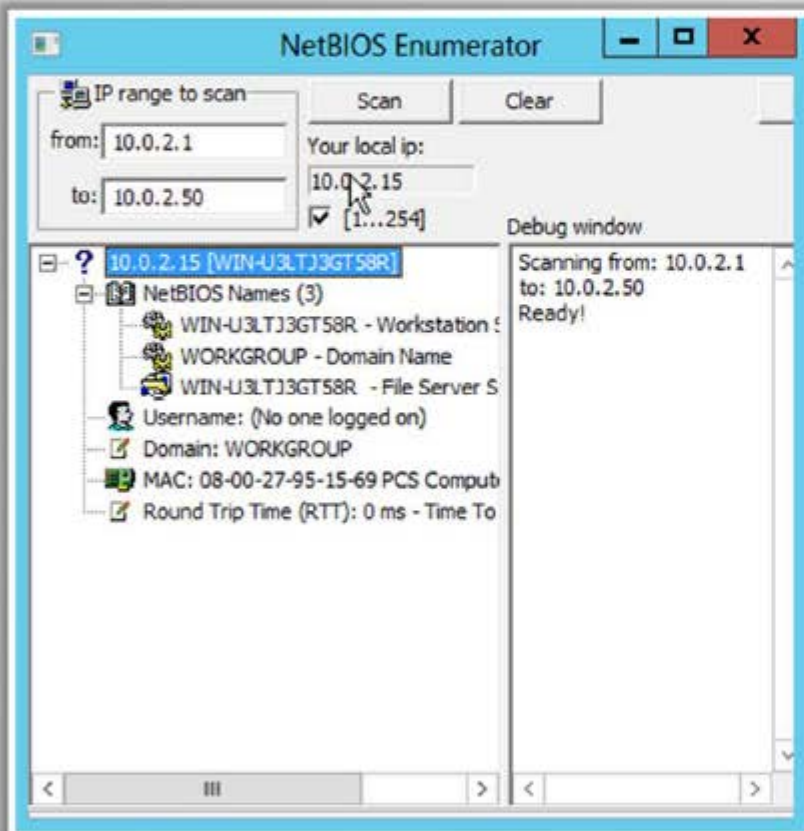 NetBIOS Enumerator
IP range to scan
Scan
Clear
from: 10.0.2.1
Your local ip:
to: 10.0.2.50
10.0.2.15
[1...254]
Debug window
10.0.2.15 [WIN-U3LTJ3GT58R]
NetBIOS Names (3)
WIN-U3LTJ3GT58R - Workstation S
WORKGROUP - Domain Name
WIN-U3LTJ3GT58R - File Server S
Username: (No one logged on)
Domain: WORKGROUP
MAC: 08-00-27-95-15-69 PCS Comput
Round Trip Time (RTT): 0 ms - Time To
Scanning from: 10.0.2.1
to: 10.0.2.50
Ready!